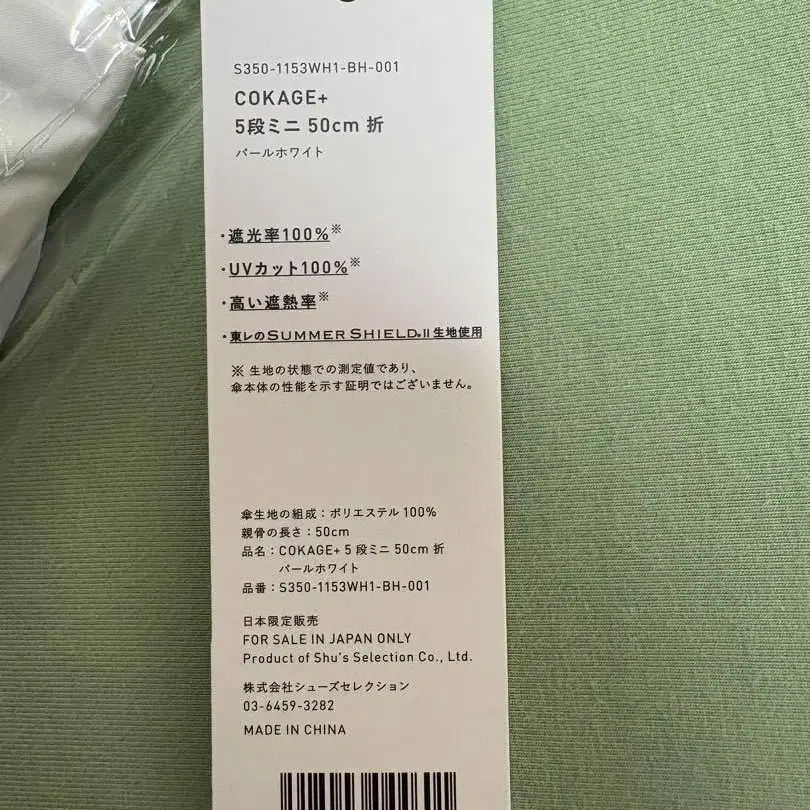 S350-1153WH1-BH-001
COKAGE+
5段ミニ 50cm 折
パールホワイト
・遮光率100%※
・UVカット100%※
・高い遮熱率※
・東レのSUMMER SHIELD®II生地使用
※ 生地の状態での測定値であり、
傘本体の性能を示す証明ではございません。
傘生地の組成：ポリエステル 100%
親骨の長さ：50cm
品名：COKAGE+ 5 段ミニ 50cm 折
パールホワイト
品番：S350-1153WH1-BH-001
日本限定販売
FOR SALE IN JAPAN ONLY
Product of Shu's Selection Co., Ltd.
株式会社シューズセレクション
03-6459-3282
MADE IN CHINA